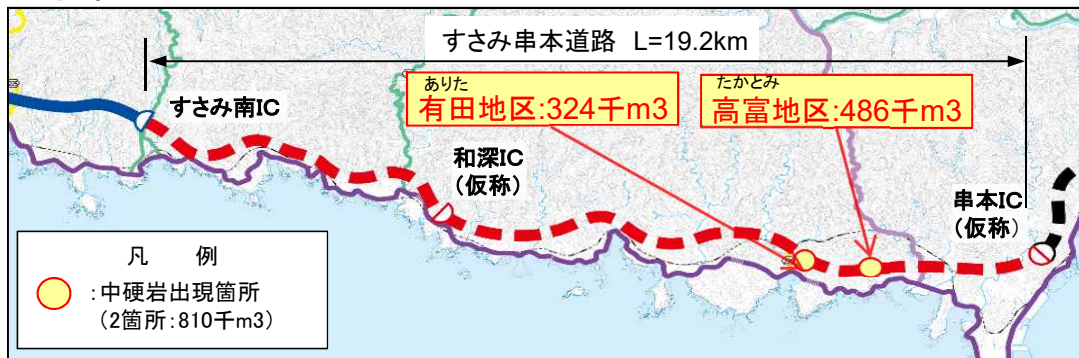 すさみ串本道路 L=19.2km
ありた
有田地区:324千m3
たかとみ
高富地区:486千m3
すさみ南IC
和深IC
(仮称)
串本IC
(仮称)
凡 例
:中硬岩出現箇所
(2箇所:810千m3)